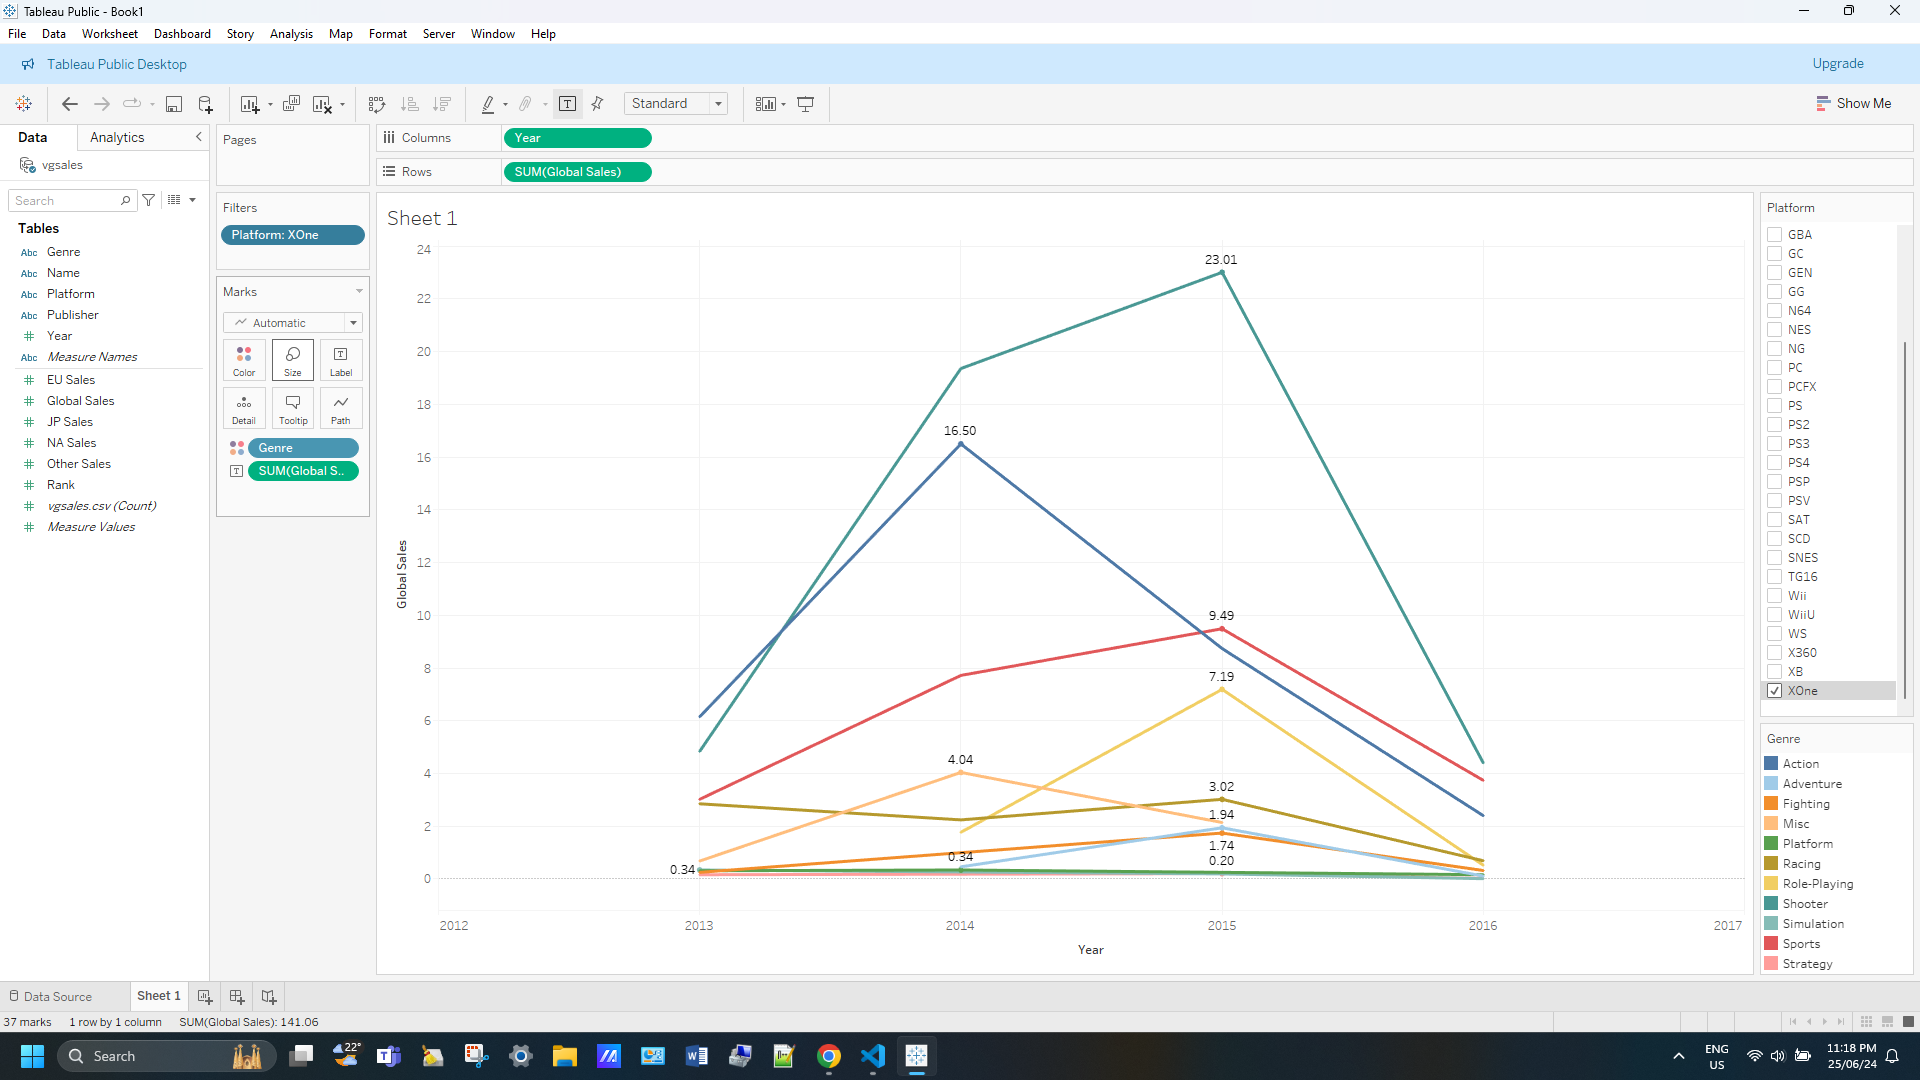 Tableau Public - Book1
File Data Worksheet Dashboard Story Analysis Map Format Server Window Help
Tableau Public Desktop
Upgrade
Standard
Show Me
Data
Analytics
vgsales
Search
Tables
Abc Genre
Abc Name
Abc Platform
Abc Publisher
# Year
Abc Measure Names
# EU Sales
# Global Sales
# JP Sales
# NA Sales
# Other Sales
# Rank
# vgsales.csv (Count)
# Measure Values
Pages
Filters
Platform: XOne
Marks
Automatic
Color
Size
Label
Detail
Tooltip
Path
Genre
SUM(Global S..
Columns
Year
Rows
SUM(Global Sales)
Sheet 1
24
22
20
18
16
14
12
10
8
6
4
2
0
Global Sales
23.01
16.50
9.49
7.19
4.04
3.02
1.94
1.74
0.20
0.34
0.34
2012
2013
2014
2015
2016
2017
Year
Platform
GBA
GC
GEN
GG
N64
NES
NG
PC
PCFX
PS
PS2
PS3
PS4
PSP
PSV
SAT
SCD
SNES
TG16
Wii
WiiU
WS
X360
XB
XOne
Genre
Action
Adventure
Fighting
Misc
Platform
Racing
Role-Playing
Shooter
Simulation
Sports
Strategy
Data Source
Sheet 1
37 marks 1 row by 1 column SUM(Global Sales): 141.06
Search
22°
ENG
US
11:18 PM
25/06/24